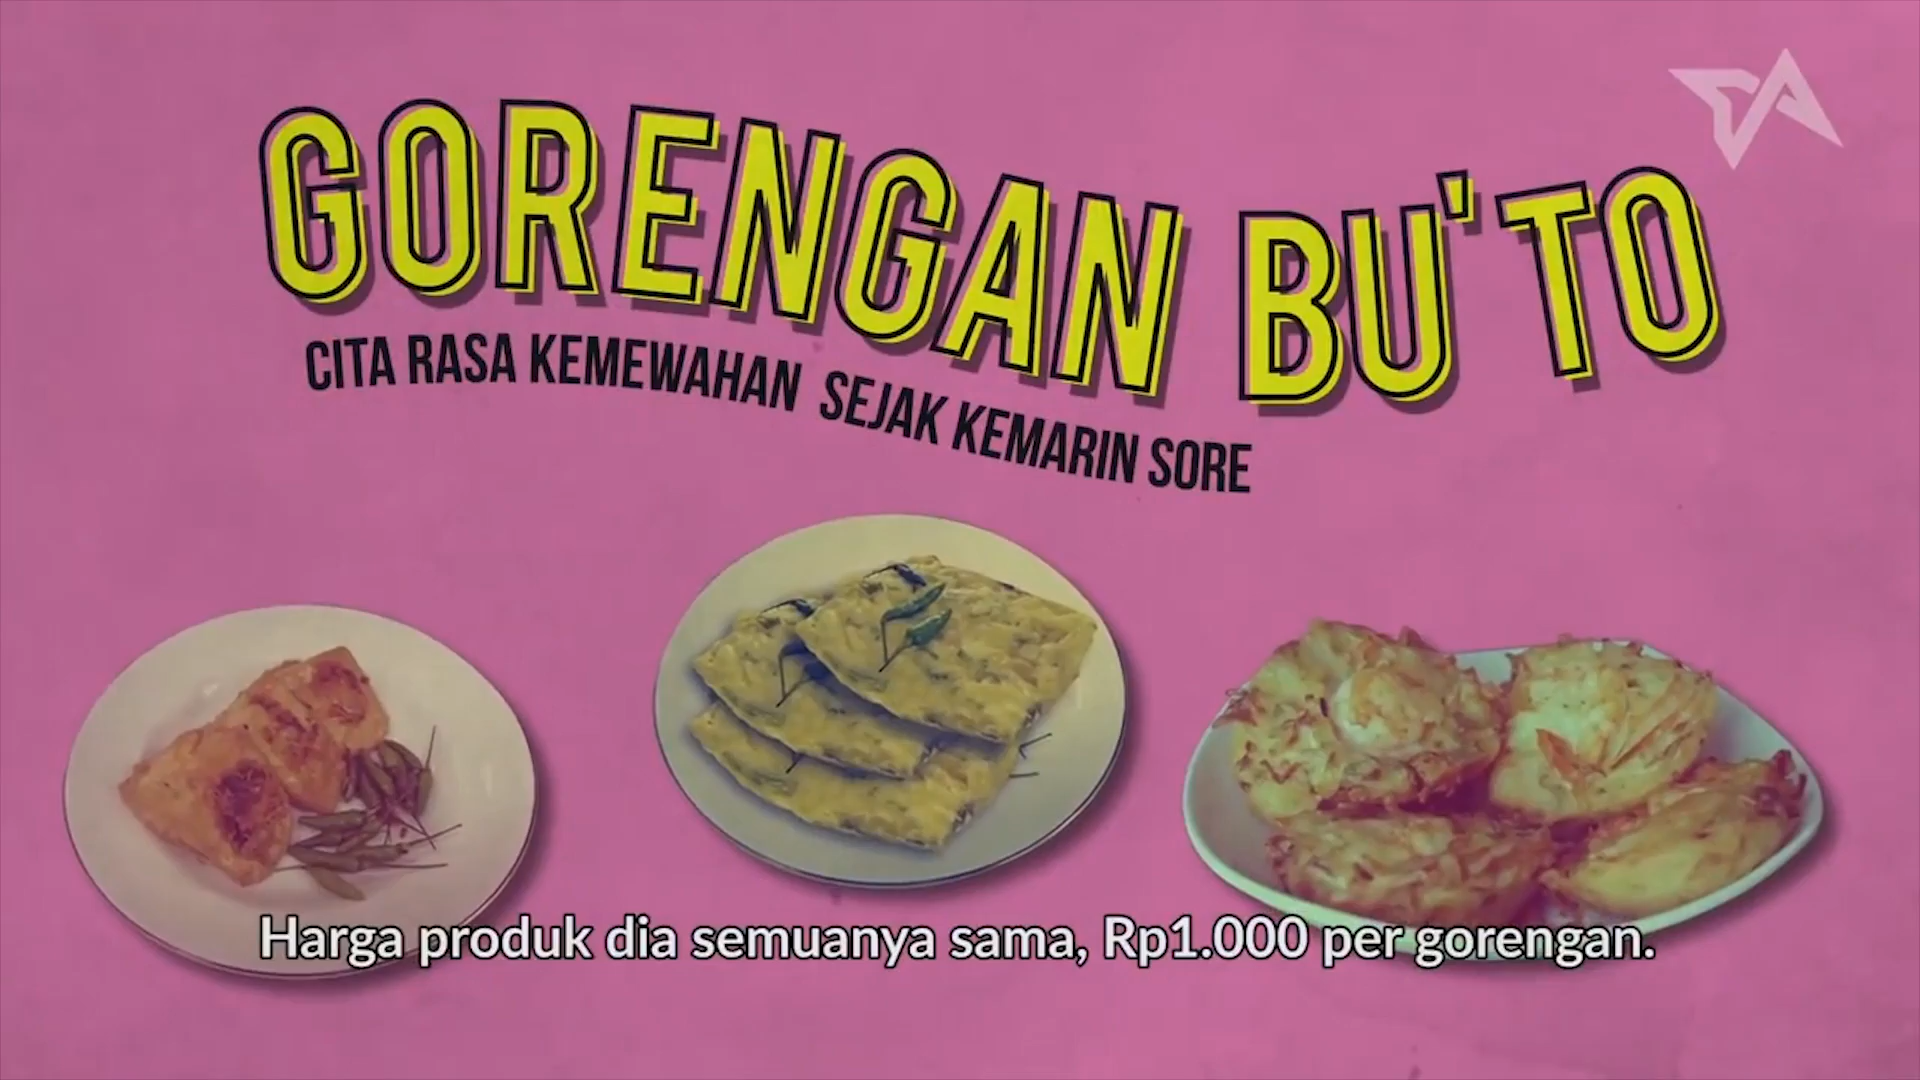 GORENGAN BU'TO
CITA RASA KEMEWAHAN SEJAK KEMARIN SORE
Harga produk dia semuanya sama, Rp1.000 per gorengan.